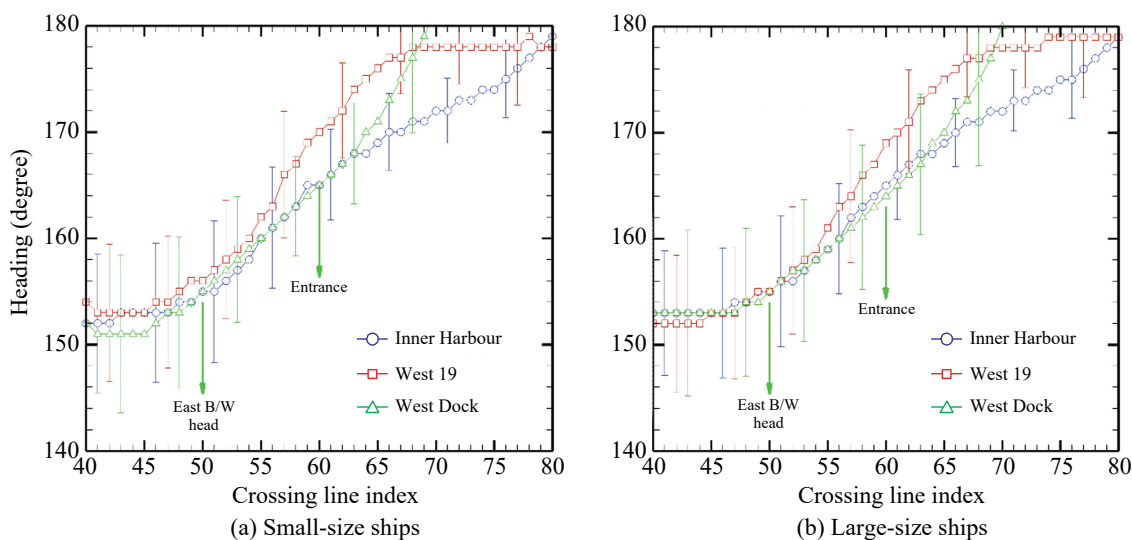 180
170
160
150
140
Heading (degree)
Entrance
East B/W
head
Inner Harbour
West 19
West Dock
40 45 50 55 60 65 70 75 80
Crossing line index
(a) Small-size ships
180
170
160
150
140
Entrance
East B/W
head
Inner Harbour
West 19
West Dock
40 45 50 55 60 65 70 75 80
Crossing line index
(b) Large-size ships